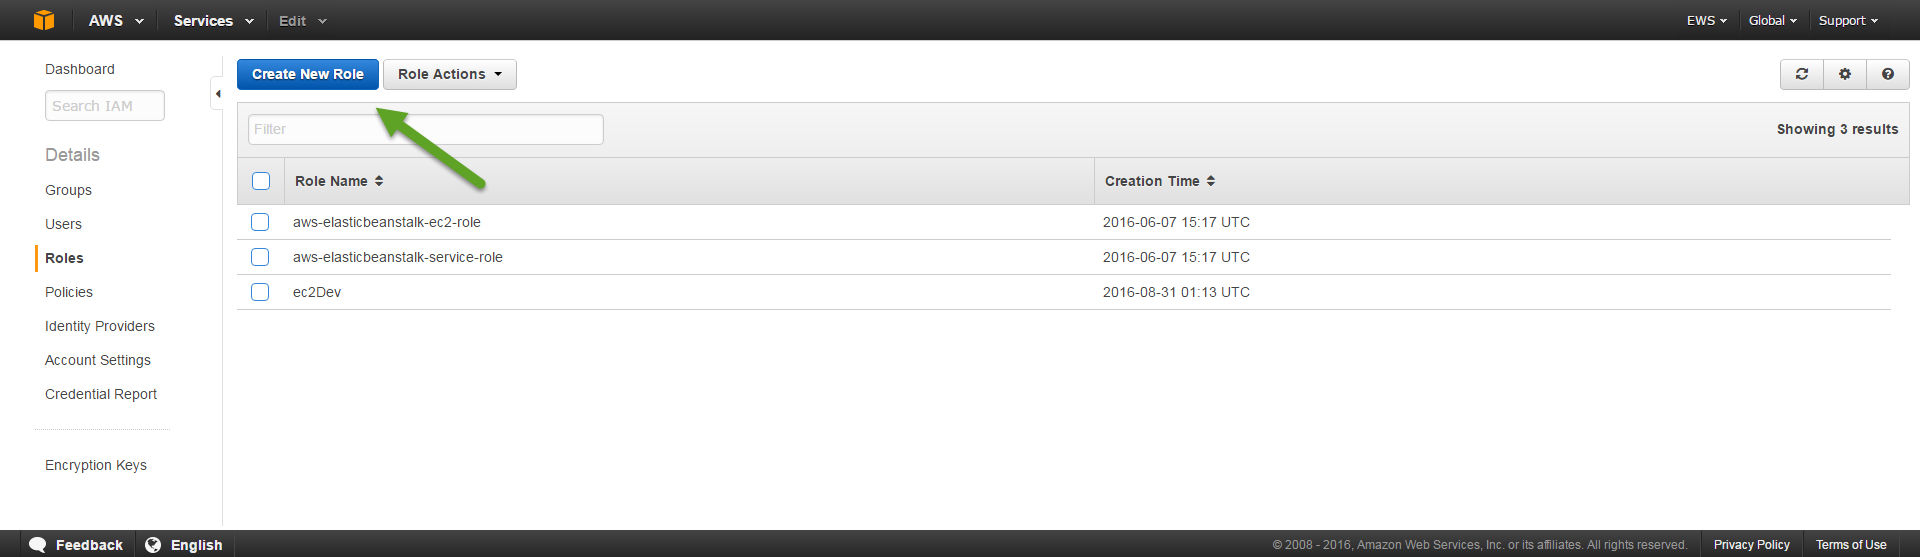 AWS Services Edit EWS Global Support
Dashboard
Search IAM
Details
Groups
Users
Roles
Policies
Identity Providers
Account Settings
Credential Report
Encryption Keys
Create New Role Role Actions
Filter Showing 3 results
Role Name Creation Time
aws-elasticbeanstalk-ec2-role 2016-06-07 15:17 UTC
aws-elasticbeanstalk-service-role 2016-06-07 15:17 UTC
ec2Dev 2016-08-31 01:13 UTC
Feedback English © 2008 - 2016, Amazon Web Services, Inc. or its affiliates. All rights reserved. Privacy Policy Terms of Use